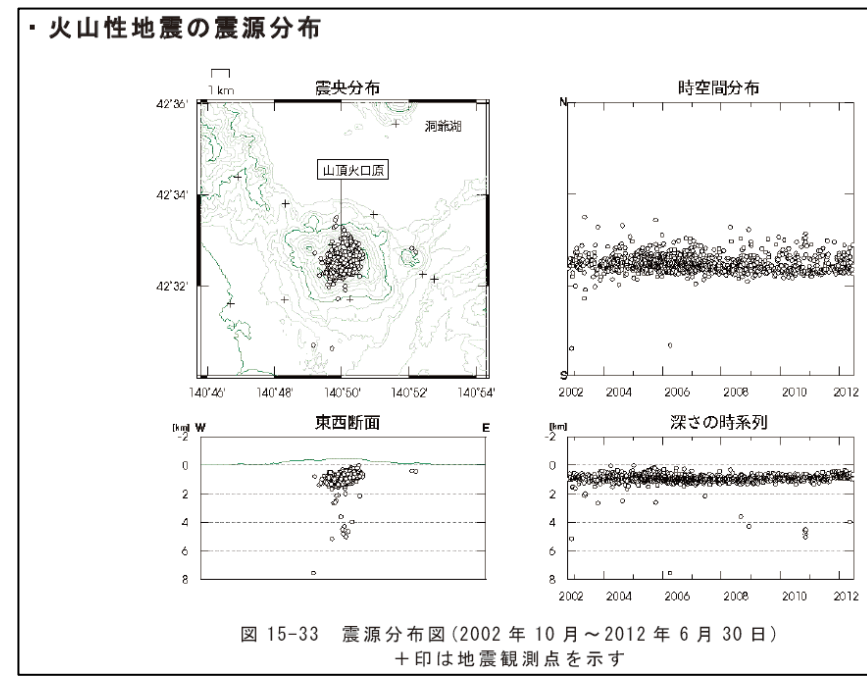 ・火山性地震の震源分布
1 km
震央分布
42°36'
42°34'
42°32'
洞爺湖
山頂火口原
140°46' 140°48' 140°50' 140°52' 140°54'
時空間分布
N
S
2002 2004 2006 2008 2010 2012
東西断面
[km] W E
-2
0
2
4
6
8
深さの時系列
[km]
-2
0
2
4
6
8
2002 2004 2006 2008 2010 2012
図 15-33 震源分布図(2002 年 10 月～2012 年 6 月 30 日)
＋印は地震観測点を示す